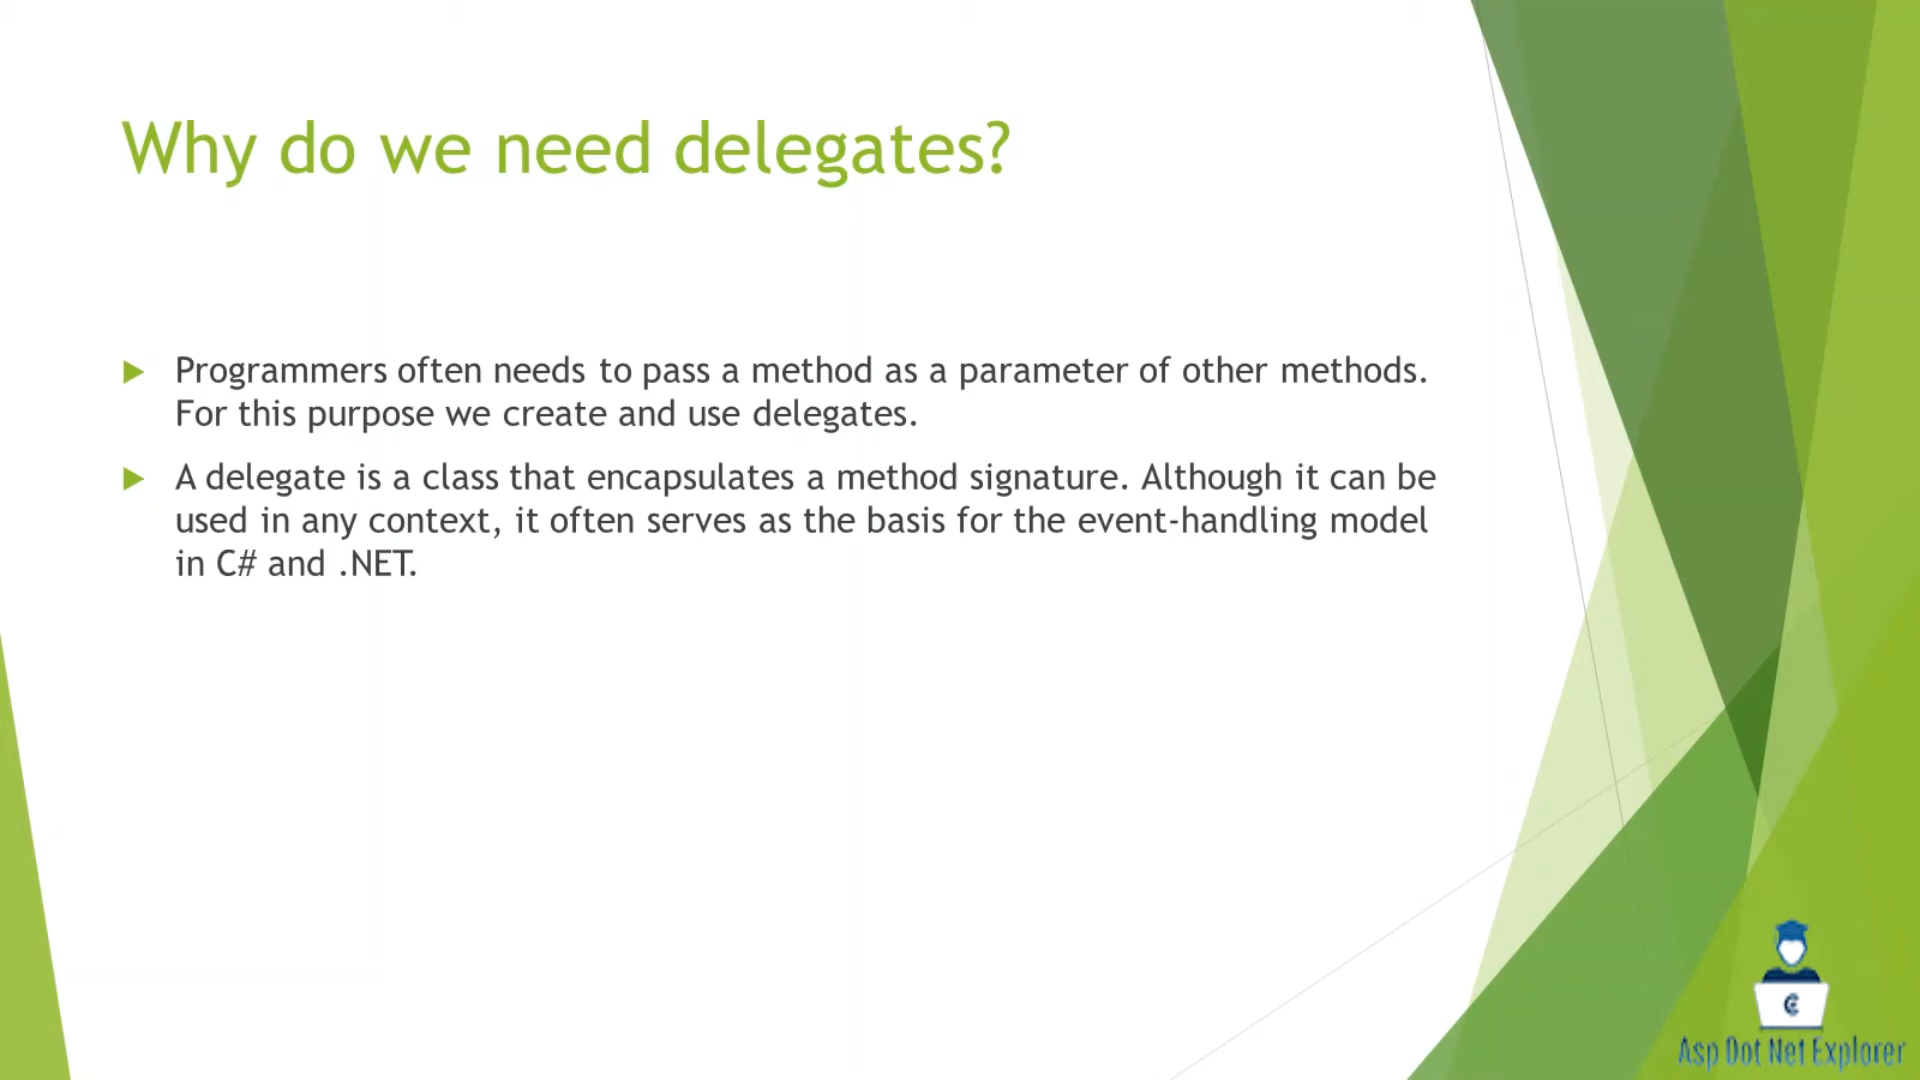 Why do we need delegates?
Programmers often needs to pass a method as a parameter of other methods.
For this purpose we create and use delegates.
A delegate is a class that encapsulates a method signature. Although it can be
used in any context, it often serves as the basis for the event-handling model
in C# and .NET.
Asp Dot Net Explorer